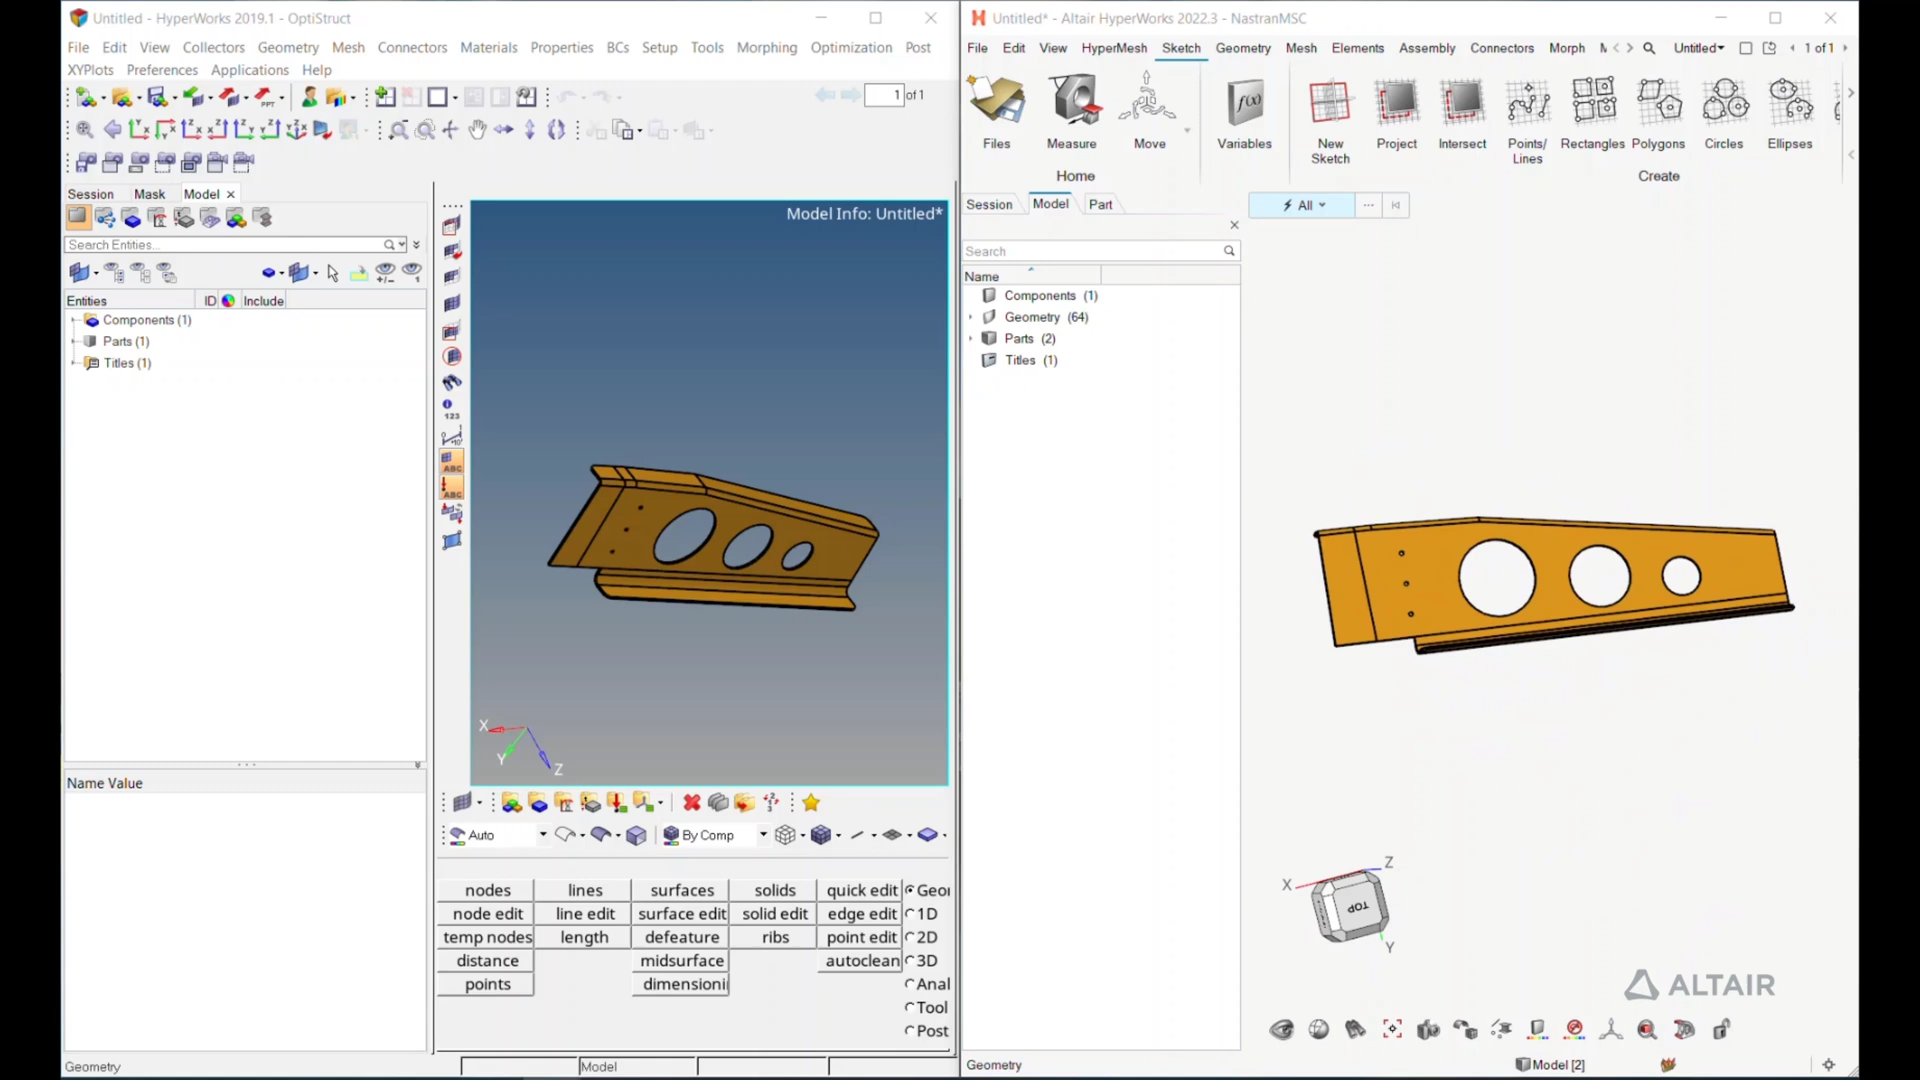 Untitled - HyperWorks 2019.1 - OptiStruct
File Edit View Collectors Geometry Mesh Connectors Materials Properties BCs Setup Tools Morphing Optimization Post
XYPlots Preferences Applications Help
1 of 1
Session Mask Model
Search Entities...
Entities ID Include
Components (1)
Parts (1)
Titles (1)
Name Value
Model Info: Untitled*
123
ABC
ABC
X
Y
Z
Auto By Comp
nodes lines surfaces solids quick edit Geo
node edit line edit surface edit solid edit edge edit 1D
temp nodes length defeature ribs point edit 2D
distance midsurface autoclean 3D
points dimensioni Anal
Tool
Post
Geometry Model
Untitled* - Altair HyperWorks 2022.3 - NastranMSC
File Edit View HyperMesh Sketch Geometry Mesh Elements Assembly Connectors Morph Untitled 1 of 1
Files Measure Move Variables New Sketch Project Intersect Points/ Lines Rectangles Polygons Circles Ellipses
Home Create
Session Model Part
All
Search
Name
Components (1)
Geometry (64)
Parts (2)
Titles (1)
Z
X
TOP
Y
ALTAIR
Geometry Model [2]